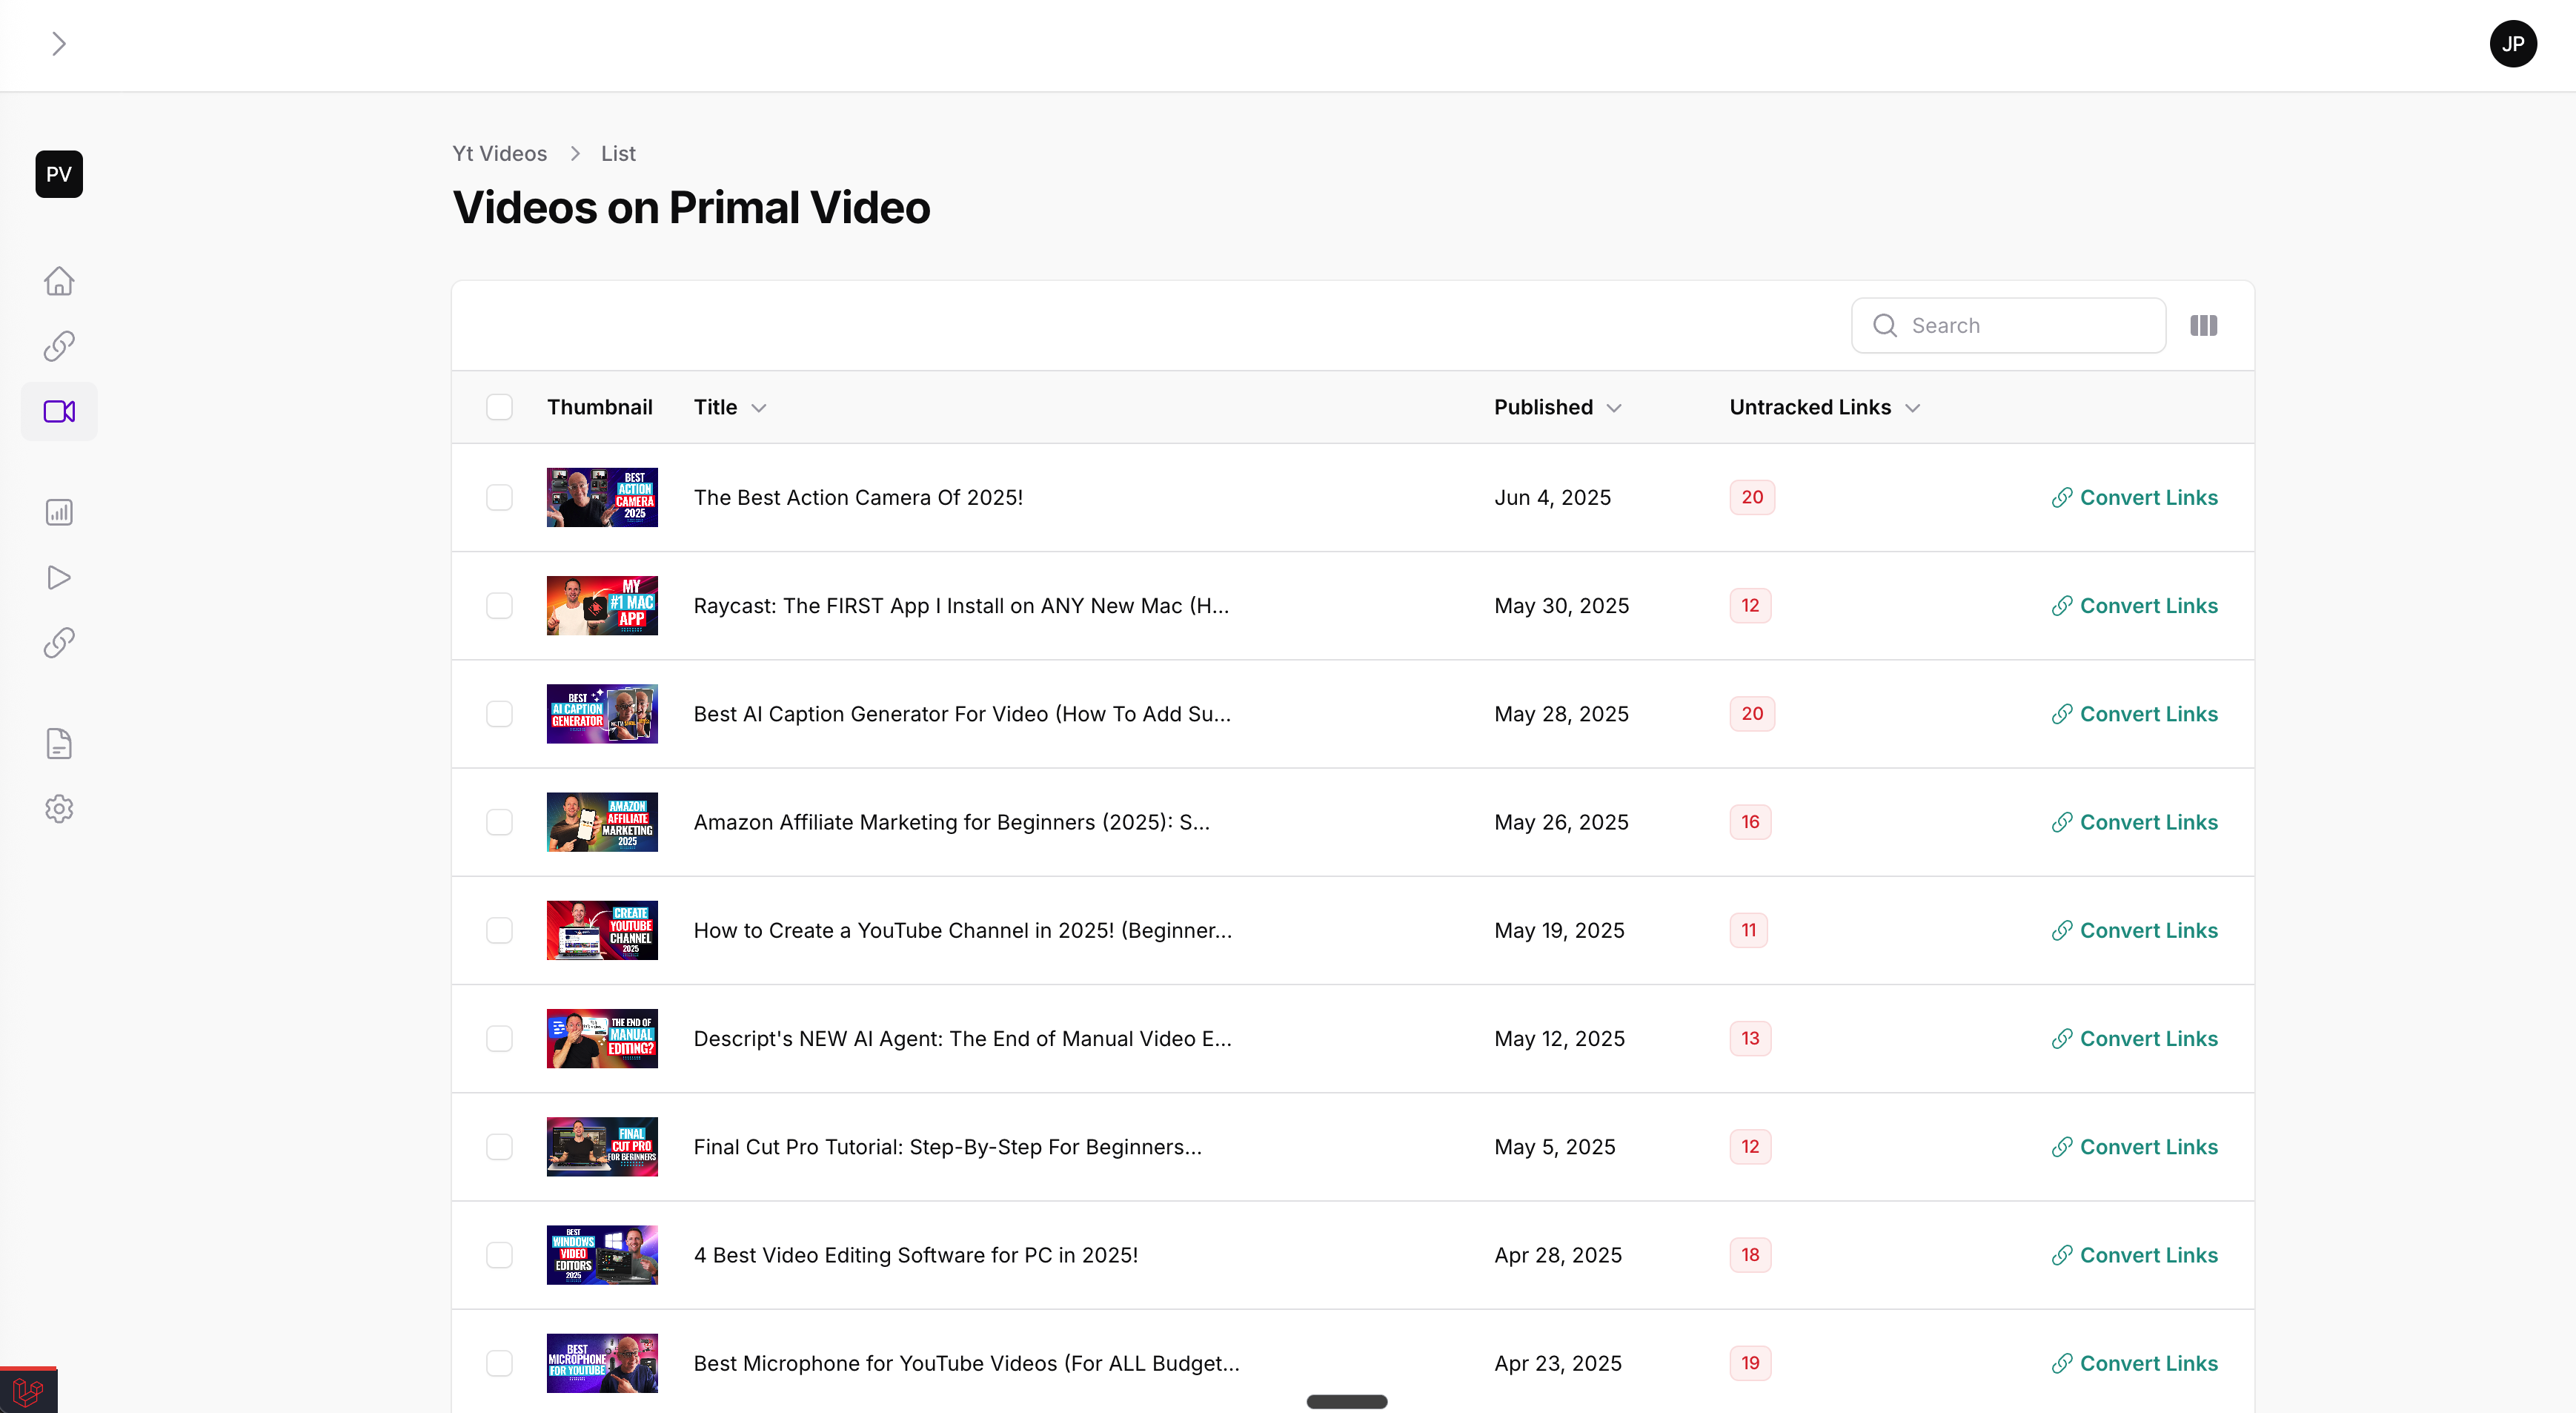 JP
PV
Yt Videos > List
Videos on Primal Video
Search
Thumbnail Title Published Untracked Links
BEST
ACTION
CAMERA
2025
The Best Action Camera Of 2025! Jun 4, 2025 20 Convert Links
MY
#1 MAC
APP
Raycast: The FIRST App I Install on ANY New Mac (H... May 30, 2025 12 Convert Links
BEST
AI CAPTION
GENERATOR
Best AI Caption Generator For Video (How To Add Su... May 28, 2025 20 Convert Links
AMAZON
AFFILIATE
MARKETING
2025
Amazon Affiliate Marketing for Beginners (2025): S... May 26, 2025 16 Convert Links
CREATE
YOUTUBE
CHANNEL
2025
How to Create a YouTube Channel in 2025! (Beginner... May 19, 2025 11 Convert Links
THE END OF
MANUAL
EDITING?
Descript's NEW AI Agent: The End of Manual Video E... May 12, 2025 13 Convert Links
FINAL
CUT PRO
FOR BEGINNERS
Final Cut Pro Tutorial: Step-By-Step For Beginners... May 5, 2025 12 Convert Links
BEST
WINDOWS
VIDEO
EDITORS
2025
4 Best Video Editing Software for PC in 2025! Apr 28, 2025 18 Convert Links
BEST
MICROPHONE
FOR YOUTUBE
Best Microphone for YouTube Videos (For ALL Budget... Apr 23, 2025 19 Convert Links